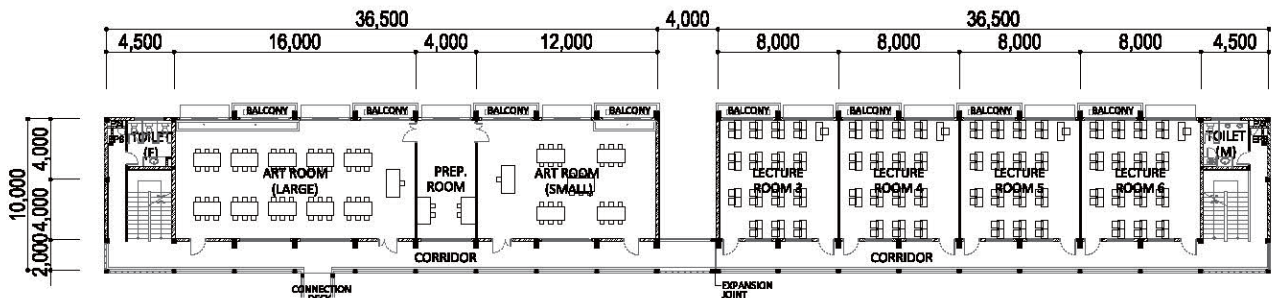 36,500
4,000
36,500
4,500
16,000
4,000
12,000
8,000
8,000
8,000
8,000
4,500
BALCONY
BALCONY
BALCONY
BALCONY
BALCONY
BALCONY
BALCONY
BALCONY
EPS
TOILET
(F)
TOILET
(M)
EPS
10,000
4,000
4,000
2,000
ART ROOM
(LARGE)
PREP.
ROOM
ART ROOM
(SMALL)
LECTURE
ROOM 3
LECTURE
ROOM 4
LECTURE
ROOM 5
LECTURE
ROOM 6
CORRIDOR
CORRIDOR
CONNECTION
DECK
EXPANSION
JOINT